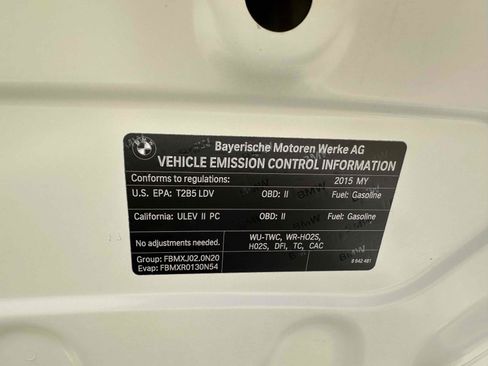 BMW
Bayerische Motoren Werke AG
VEHICLE EMISSION CONTROL INFORMATION
Conforms to regulations: 2015 MY
U.S. EPA: T2B5 LDV OBD: II Fuel: Gasoline
California: ULEV II PC OBD: II Fuel: Gasoline
No adjustments needed. WU-TWC, WR-HO2S,
HO2S, DFI, TC, CAC
Group: FBMXJ02.0N20
Evap: FBMXR0130N54
8 642 481